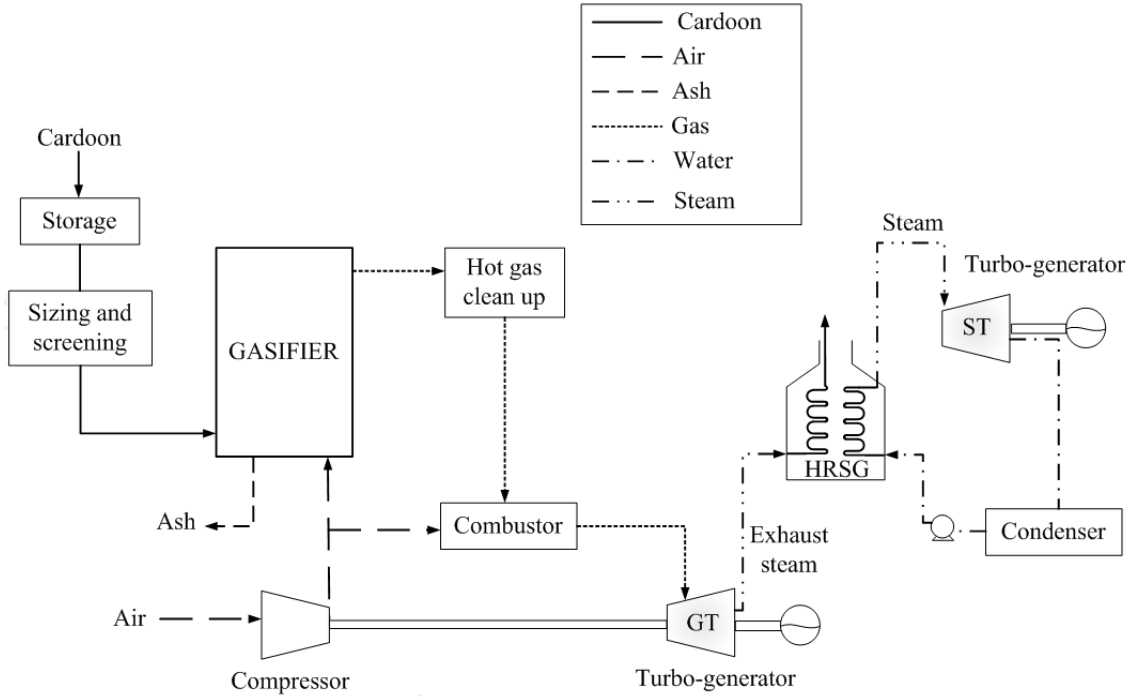 Cardoon
Air
Ash
Gas
Water
Steam
Cardoon
Storage
Sizing and
screening
GASIFIER
Hot gas
clean up
Steam
Turbo-generator
ST
HRSG
Ash
Combustor
Condenser
Exhaust
steam
Air
GT
Compressor
Turbo-generator